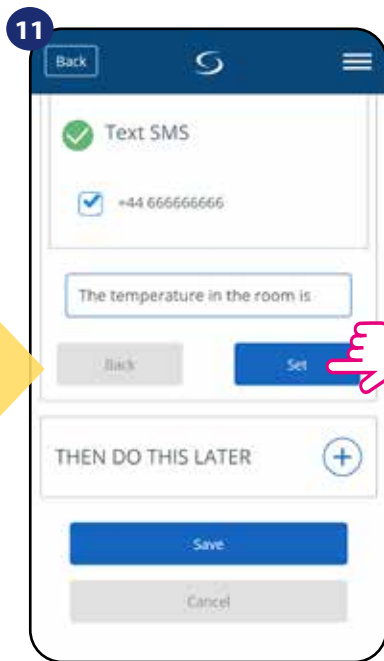 11
Back
Text SMS
+44 666666666
The temperature in the room is
Back
Set
THEN DO THIS LATER
Save
Cancel